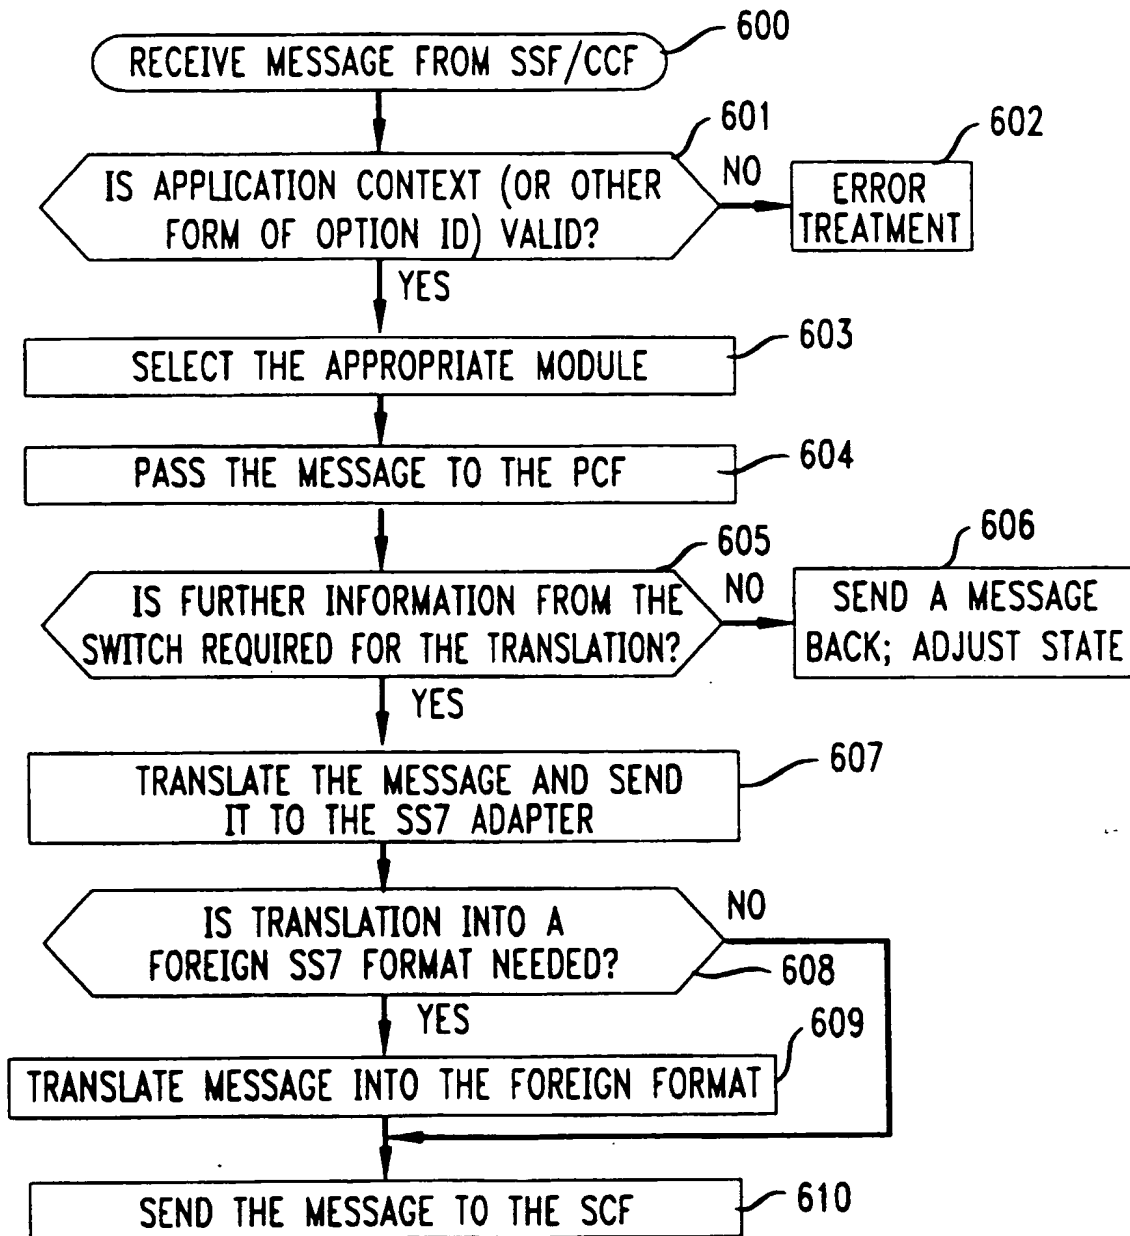 600
RECEIVE MESSAGE FROM SSF/CCF
601
602
IS APPLICATION CONTEXT (OR OTHER
FORM OF OPTION ID) VALID?
NO
ERROR
TREATMENT
YES
603
SELECT THE APPROPRIATE MODULE
604
PASS THE MESSAGE TO THE PCF
605
606
IS FURTHER INFORMATION FROM THE
SWITCH REQUIRED FOR THE TRANSLATION?
NO
SEND A MESSAGE
BACK; ADJUST STATE
YES
607
TRANSLATE THE MESSAGE AND SEND
IT TO THE SS7 ADAPTER
IS TRANSLATION INTO A
FOREIGN SS7 FORMAT NEEDED?
NO
608
YES
609
TRANSLATE MESSAGE INTO THE FOREIGN FORMAT
SEND THE MESSAGE TO THE SCF
610